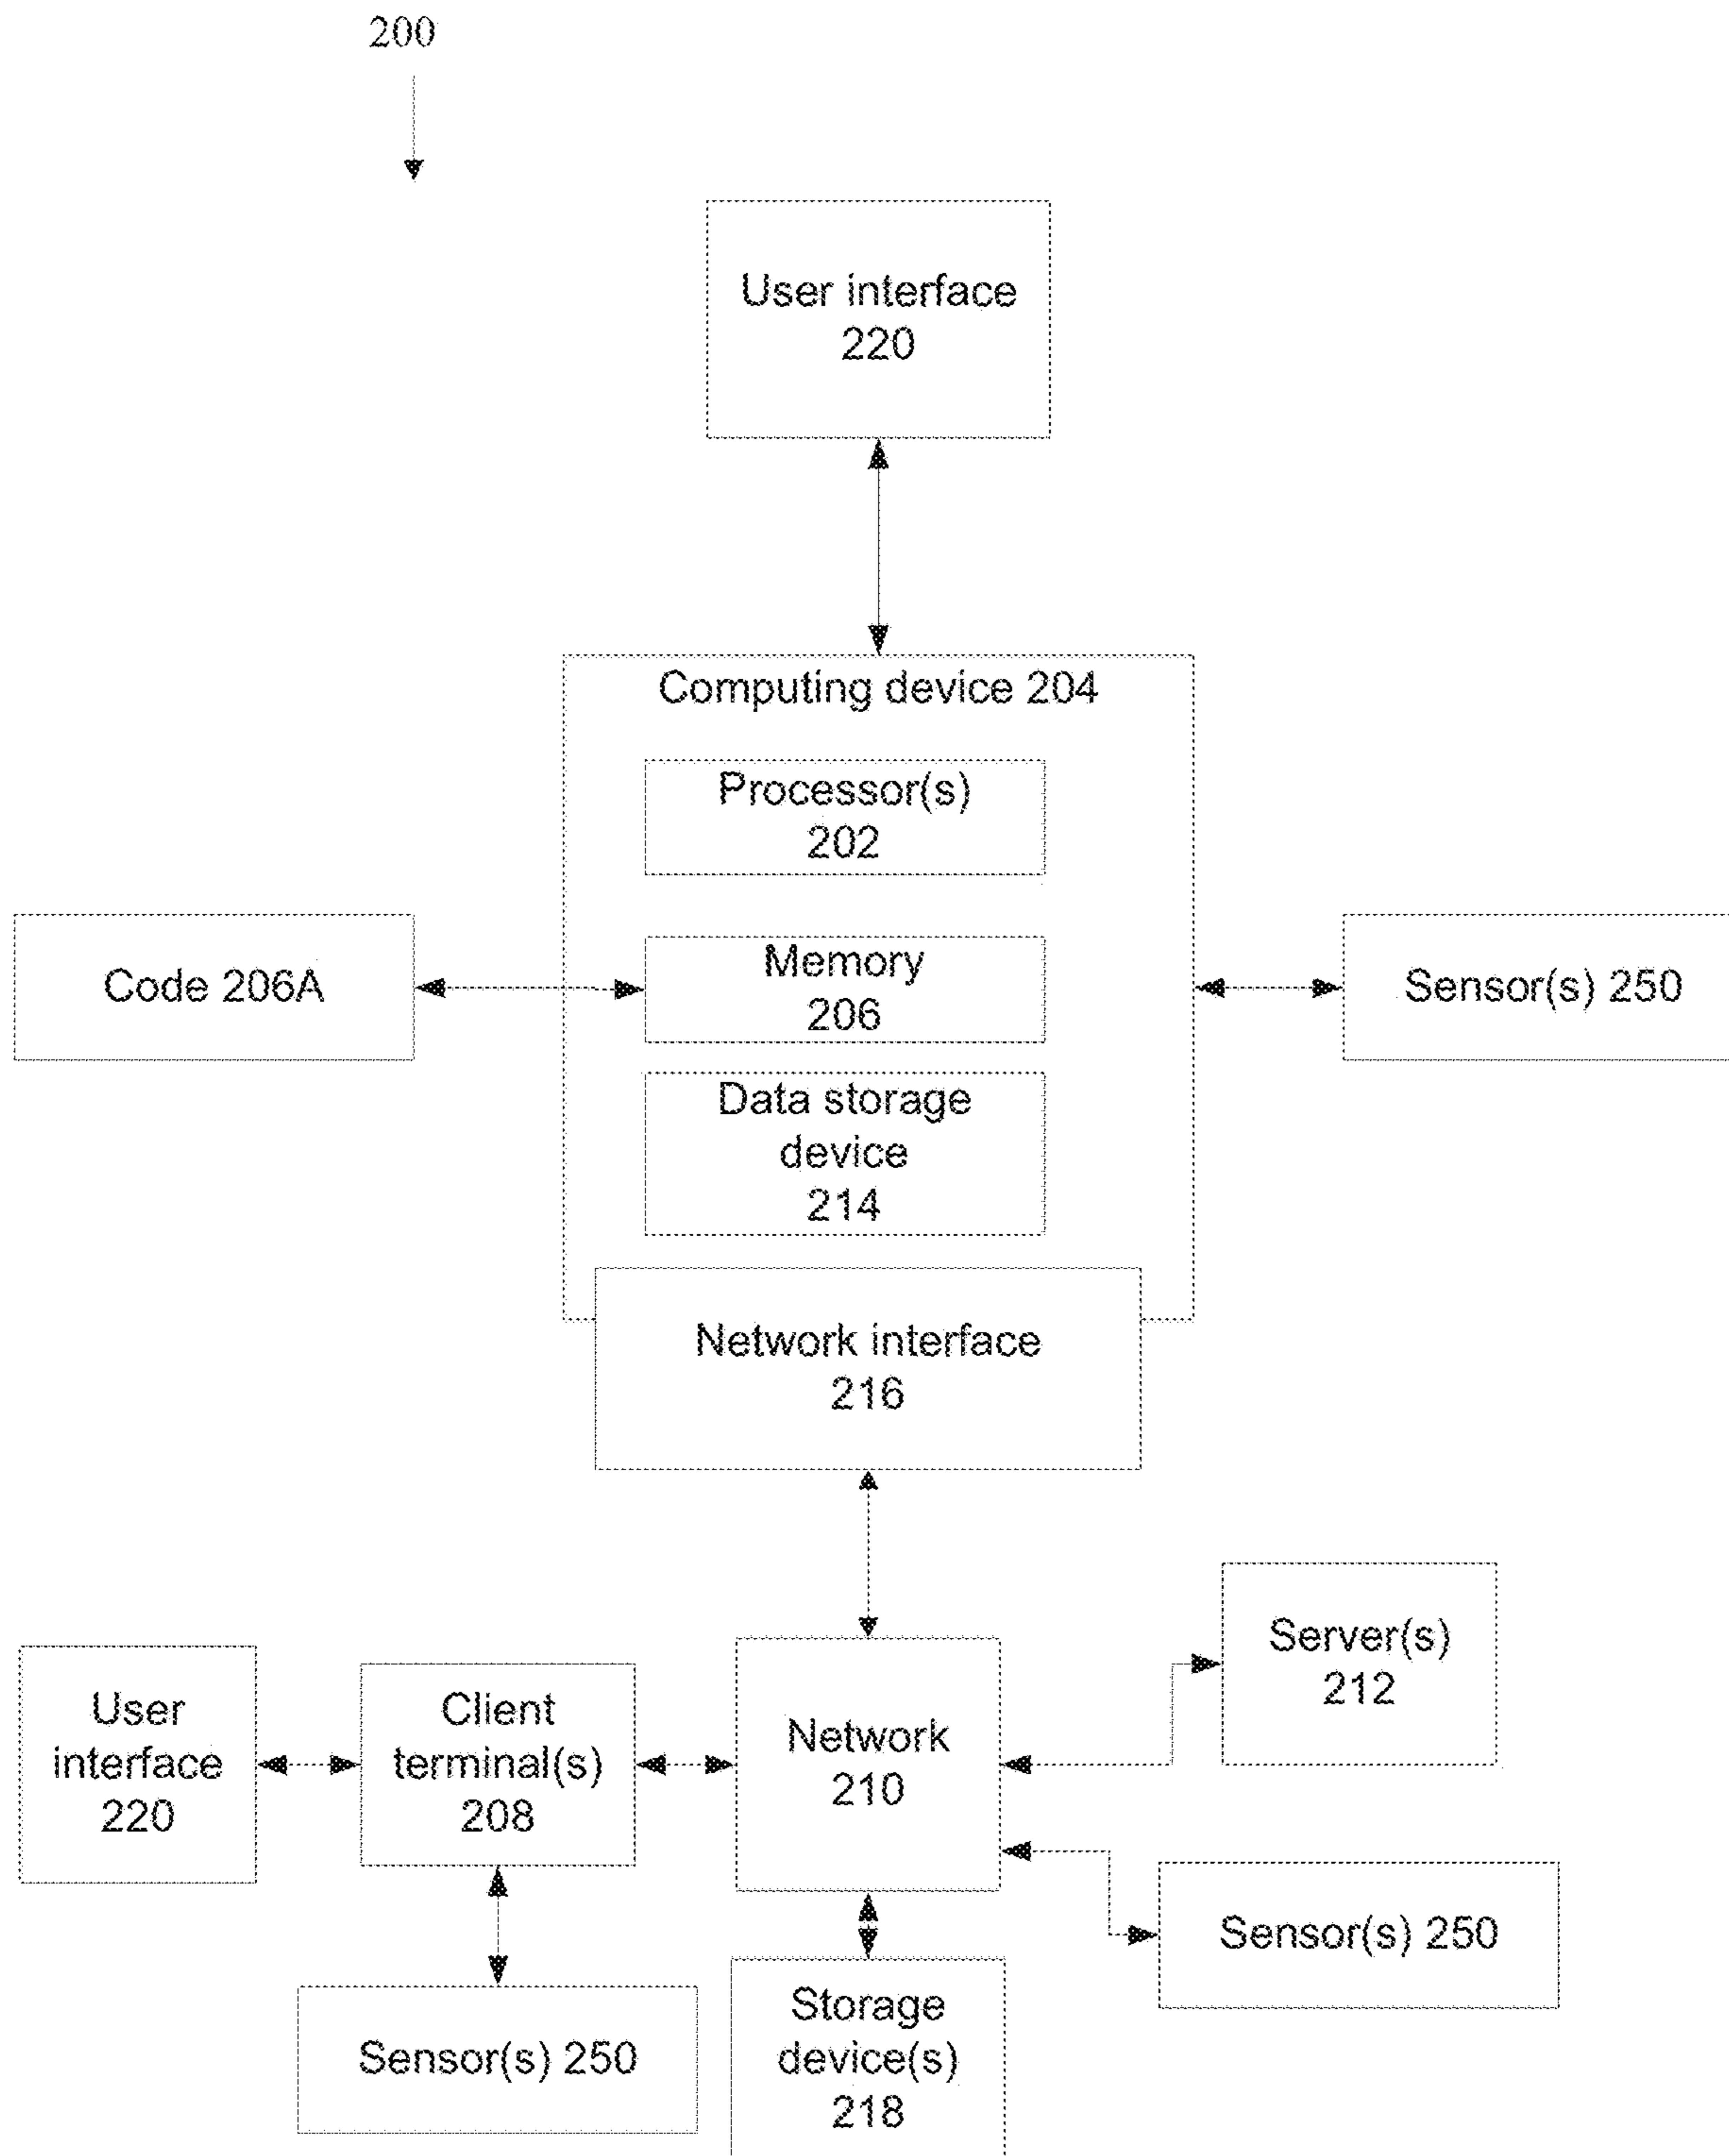 200
User interface
220
Computing device 204
Processor(s)
202
Code 206A
Memory
206
Sensor(s) 250
Data storage
device
214
Network interface
216
Server(s)
212
User
interface
220
Client
terminal(s)
208
Network
210
Sensor(s) 250
Sensor(s) 250
Storage
device(s)
218